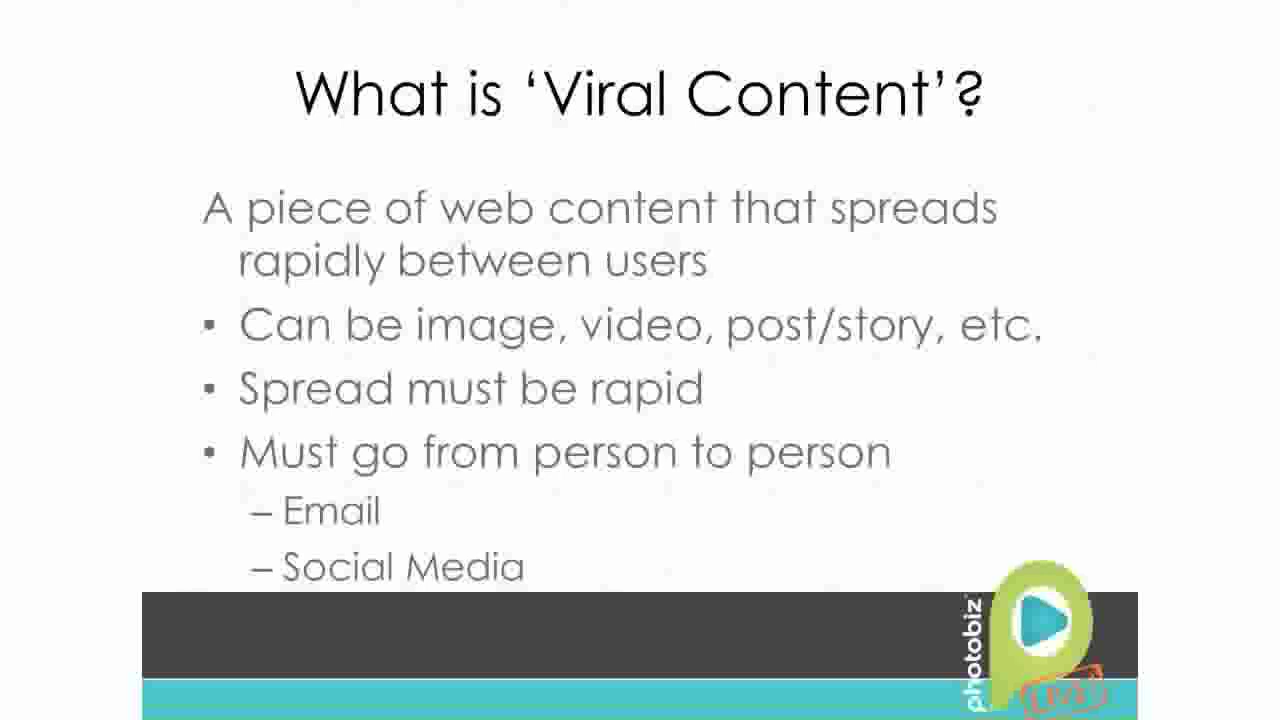 What is ‘Viral Content’?
A piece of web content that spreads
rapidly between users
• Can be image, video, post/story, etc.
• Spread must be rapid
• Must go from person to person
– Email
– Social Media
photobiz
LIVE